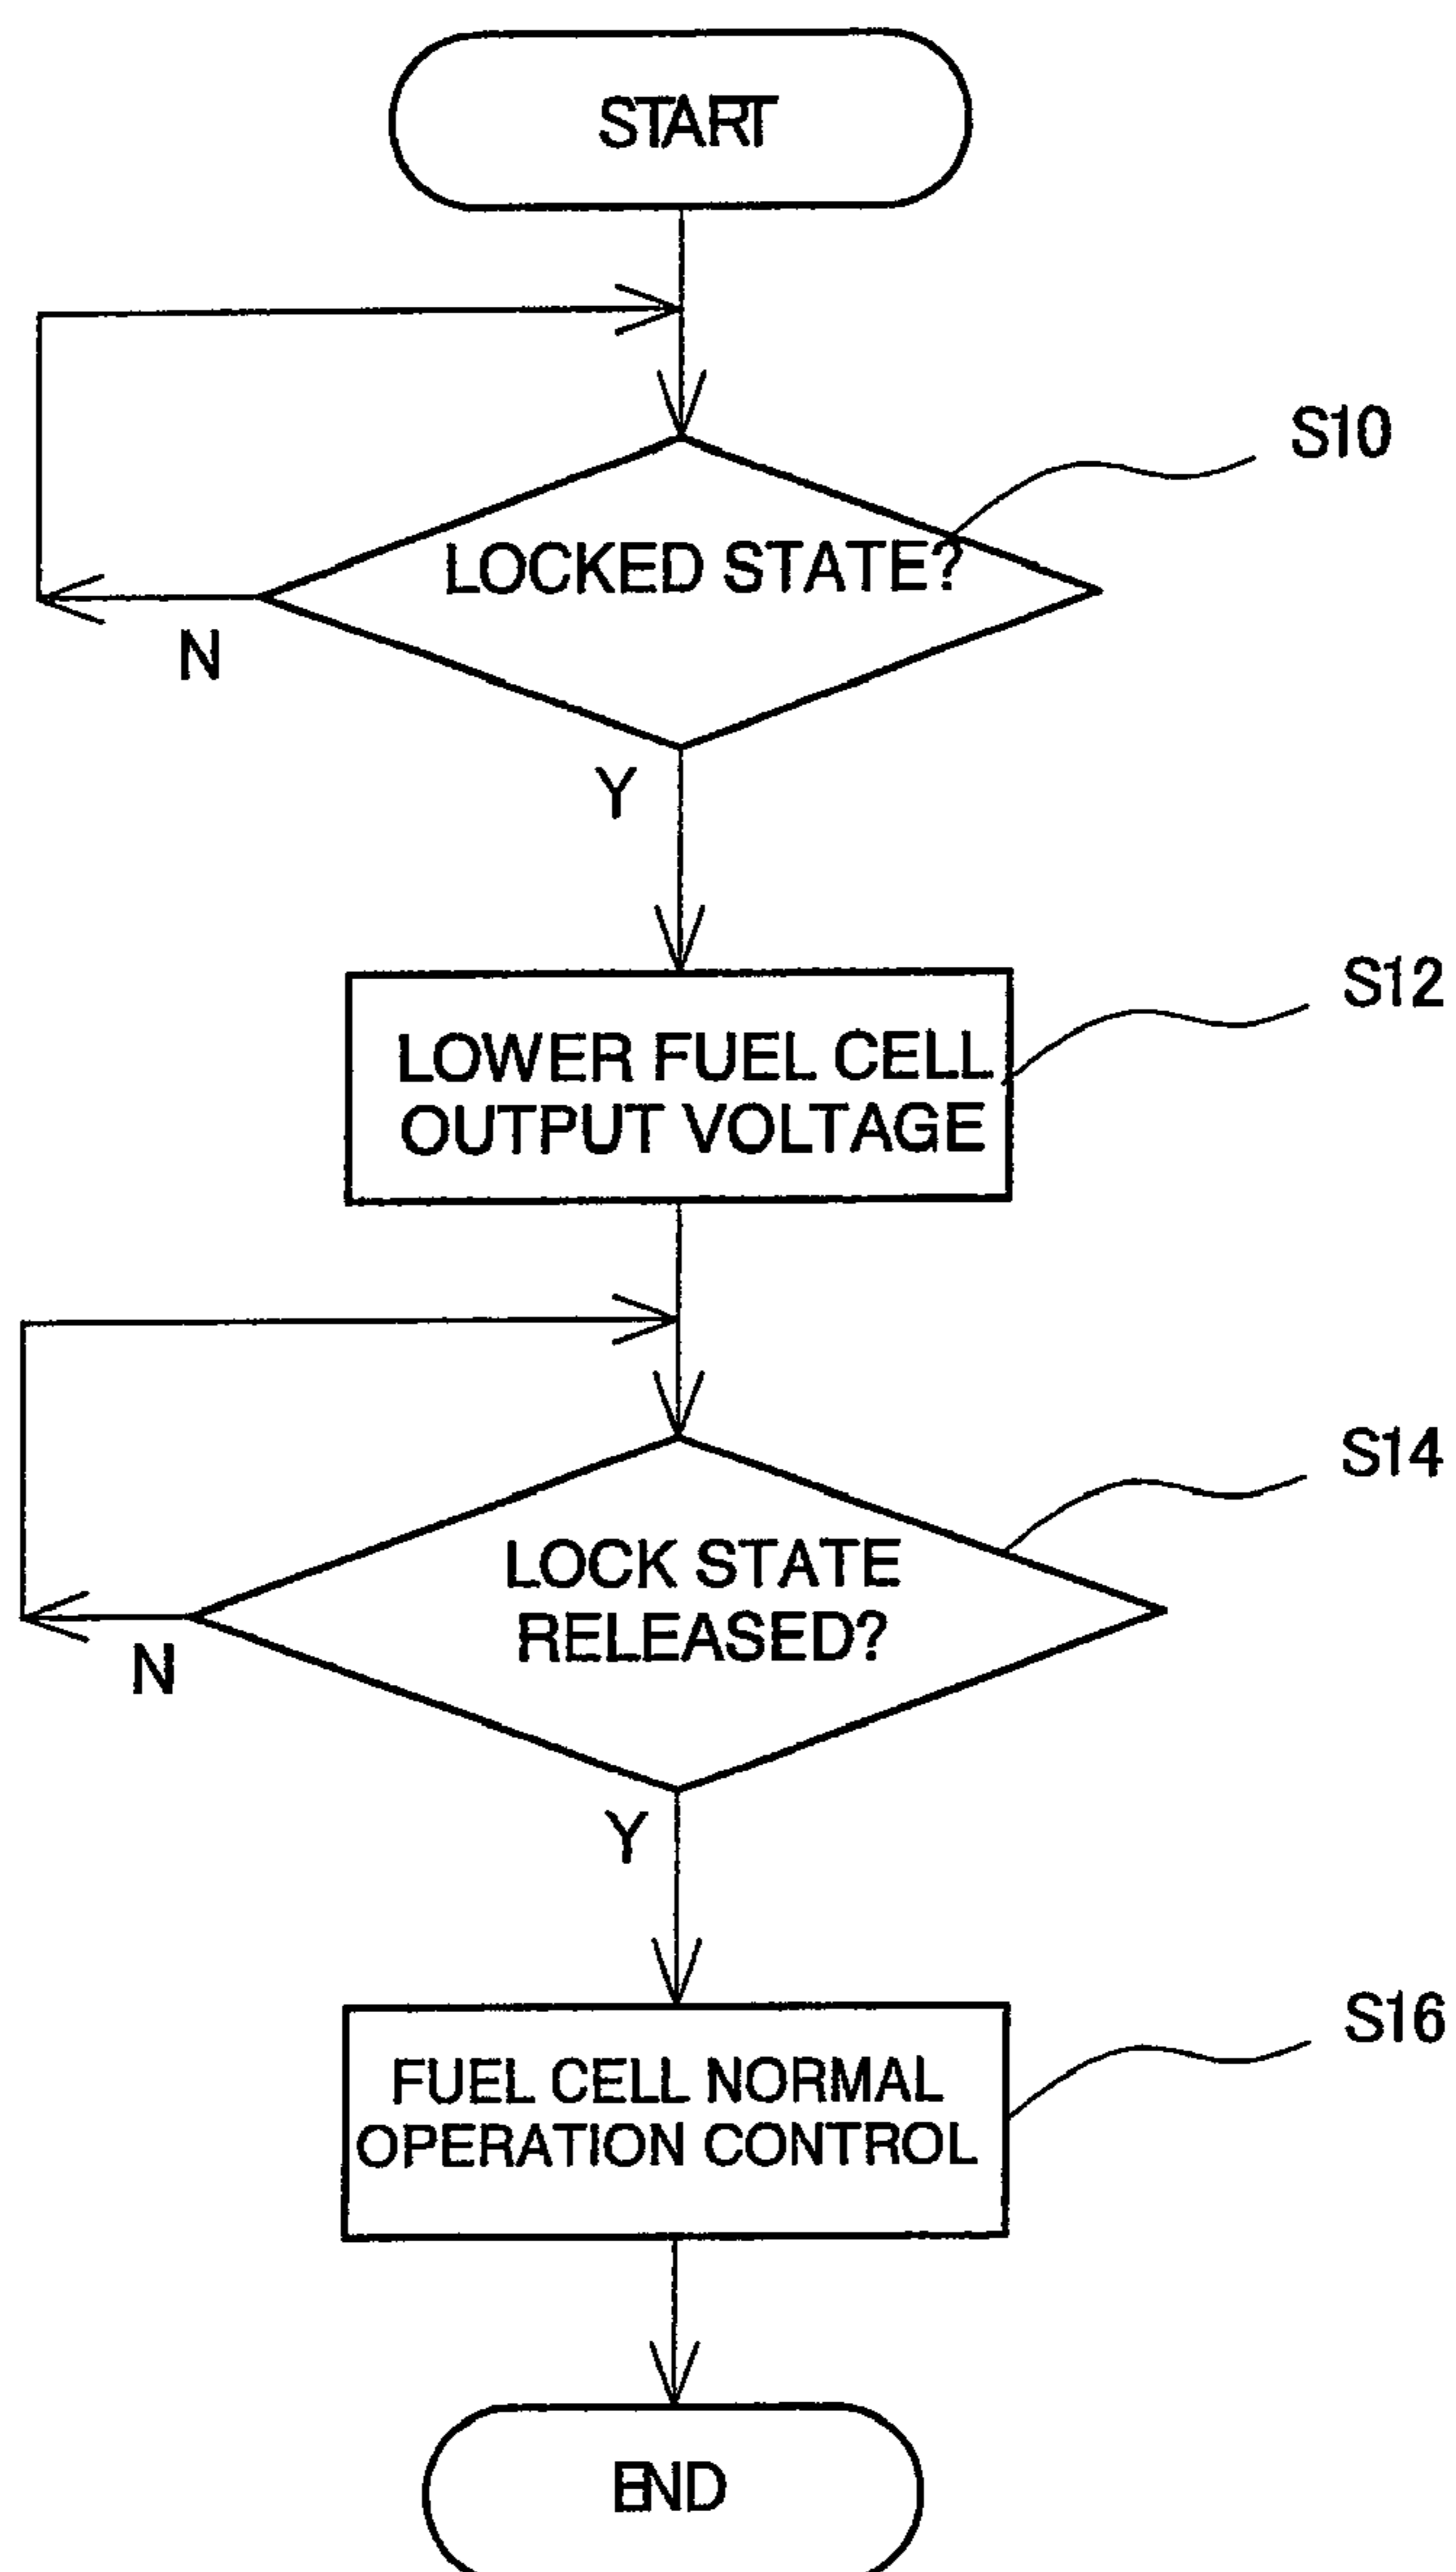 START
S10
LOCKED STATE?
N
Y
S12
LOWER FUEL CELL
OUTPUT VOLTAGE
S14
LOCK STATE
RELEASED?
N
Y
S16
FUEL CELL NORMAL
OPERATION CONTROL
END